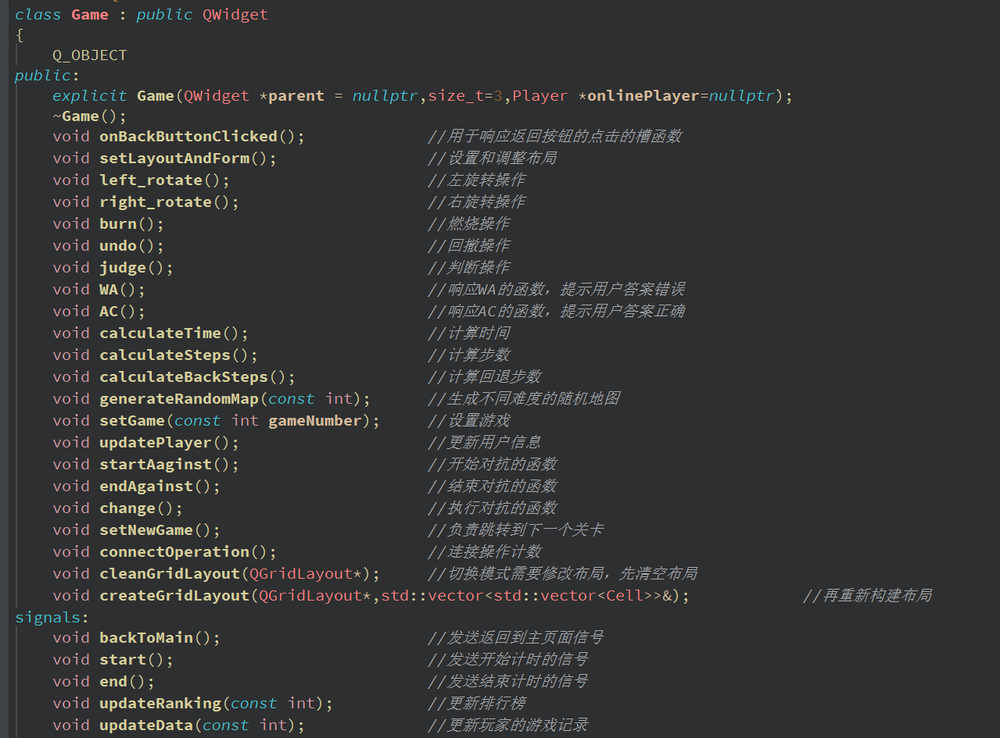 class Game : public QWidget
{
    Q_OBJECT
public:
    explicit Game(QWidget *parent = nullptr,size_t=3,Player *onlinePlayer=nullptr);
    ~Game();
    void onBackButtonClicked();             //用于响应返回按钮的点击的槽函数
    void setLayoutAndForm();                //设置和调整布局
    void left_rotate();                     //左旋转操作
    void right_rotate();                    //右旋转操作
    void burn();                            //燃烧操作
    void undo();                            //回撤操作
    void judge();                           //判断操作
    void WA();                              //响应WA的函数，提示用户答案错误
    void AC();                              //响应AC的函数，提示用户答案正确
    void calculateTime();                   //计算时间
    void calculateSteps();                  //计算步数
    void calculateBackSteps();              //计算回退步数
    void generateRandomMap(const int);      //生成不同难度的随机地图
    void setGame(const int gameNumber);     //设置游戏
    void updatePlayer();                    //更新用户信息
    void startAaginst();                    //开始对抗的函数
    void endAgainst();                      //结束对抗的函数
    void change();                          //执行对抗的函数
    void setNewGame();                      //负责跳转到下一个关卡
    void connectOperation();                //连接操作计数
    void cleanGridLayout(QGridLayout*);     //切换模式需要修改布局，先清空布局
    void createGridLayout(QGridLayout*,std::vector<std::vector<Cell>>&);            //再重新构建布局
signals:
    void backToMain();                      //发送返回到主页面信号
    void start();                           //发送开始计时的信号
    void end();                             //发送结束计时的信号
    void updateRanking(const int);          //更新排行榜
    void updateData(const int);             //更新玩家的游戏记录